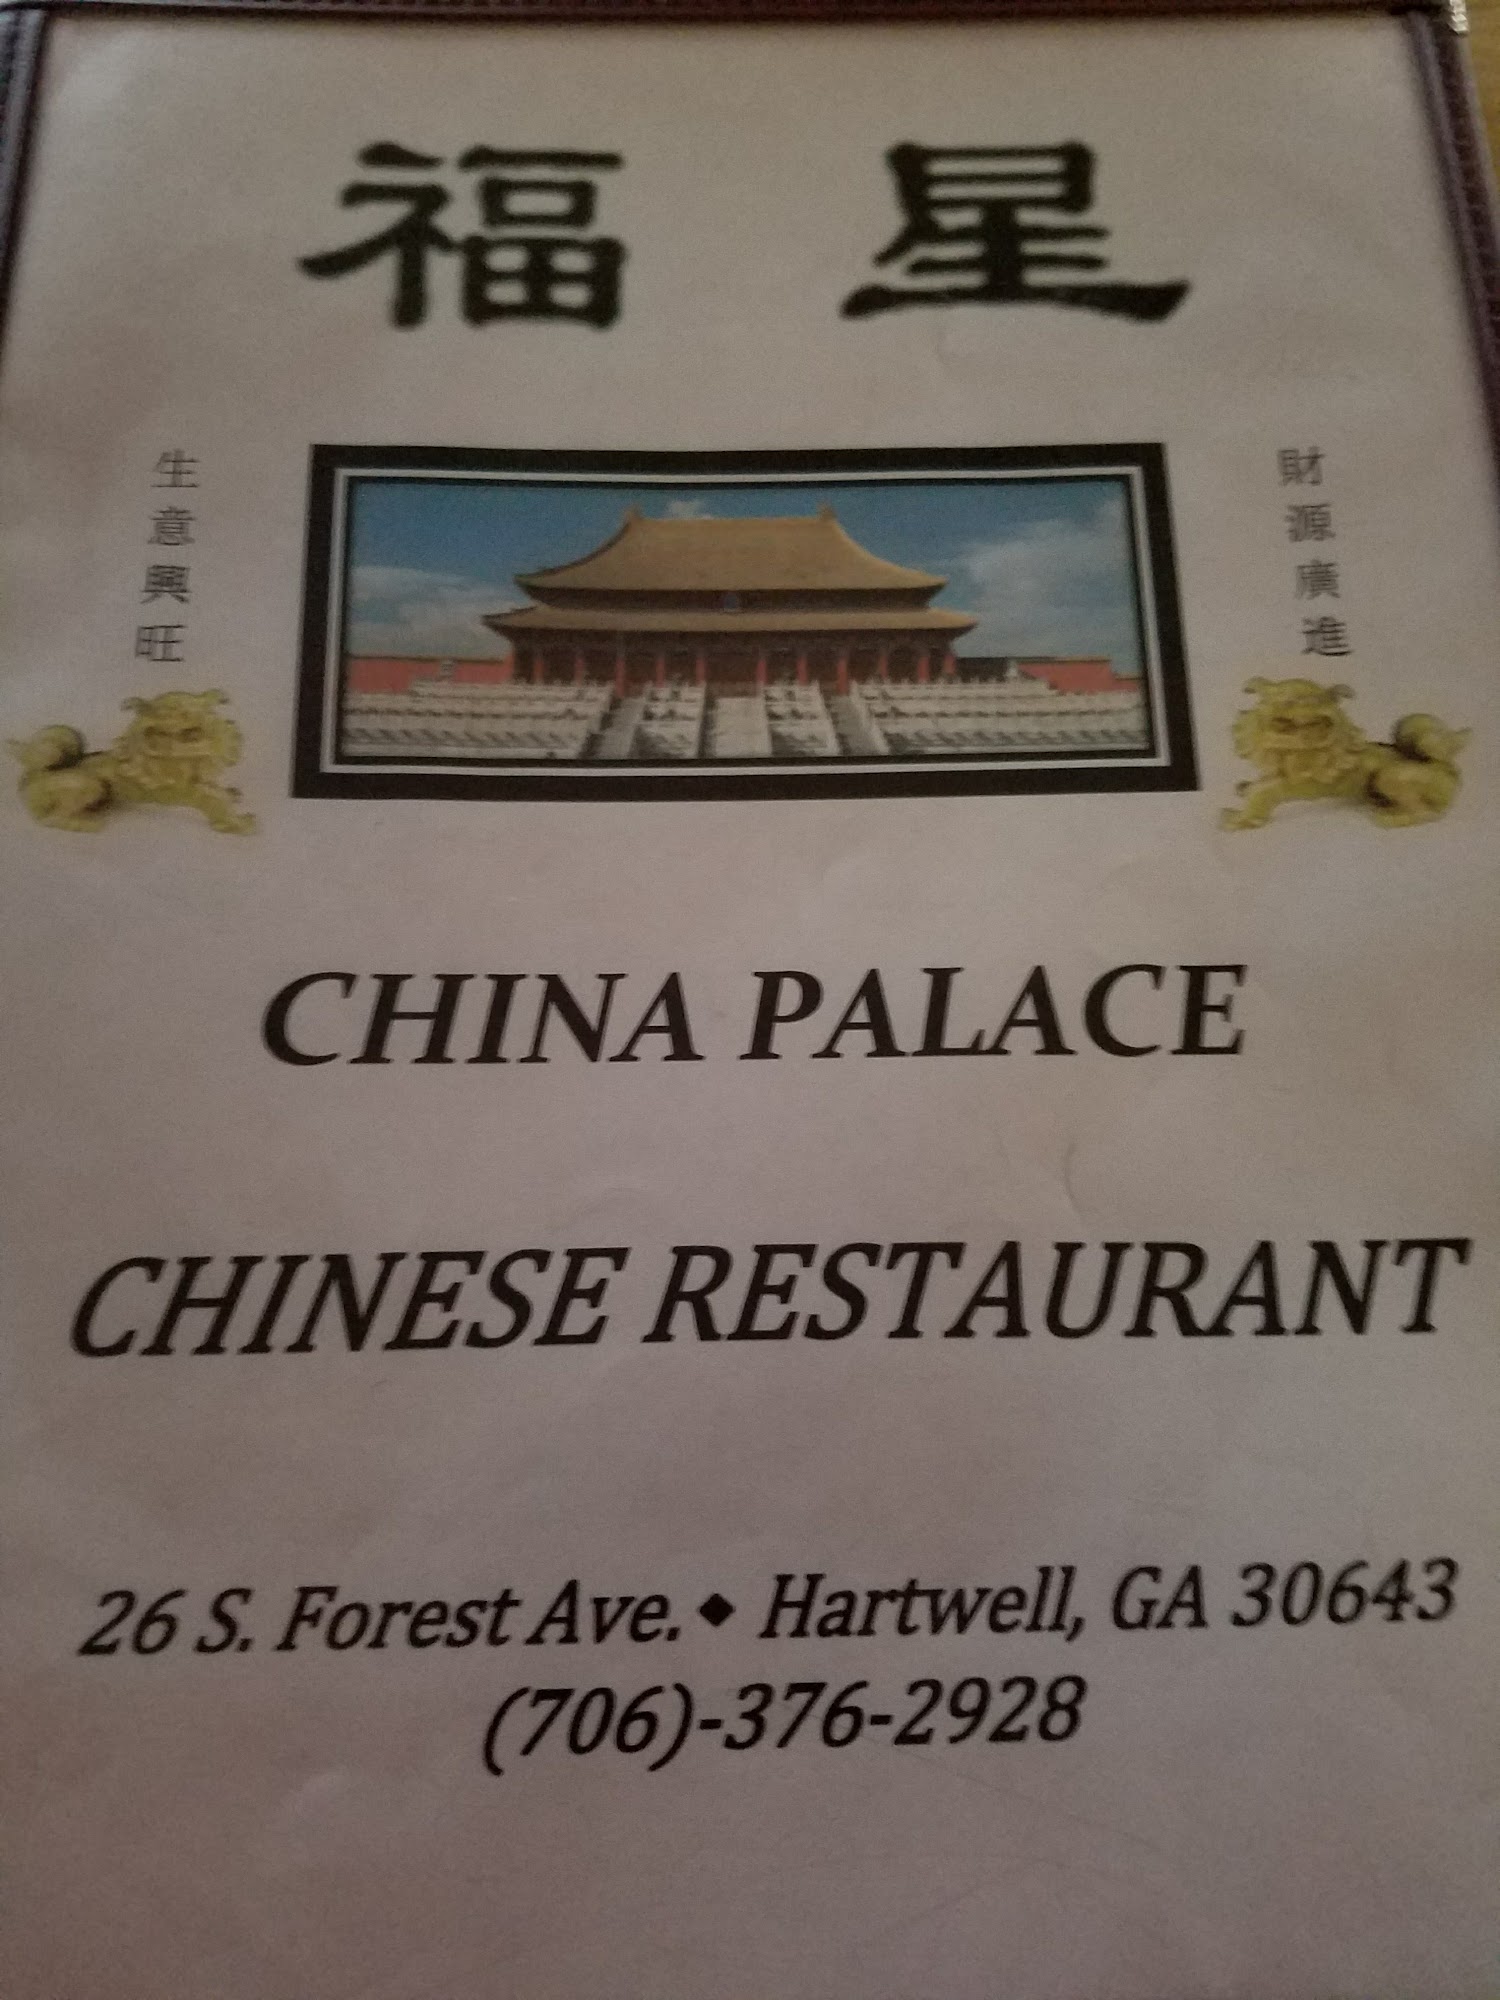 福 星
生意興旺
財源廣進
CHINA PALACE
CHINESE RESTAURANT
26 S. Forest Ave.◆ Hartwell, GA 30643
(706)-376-2928